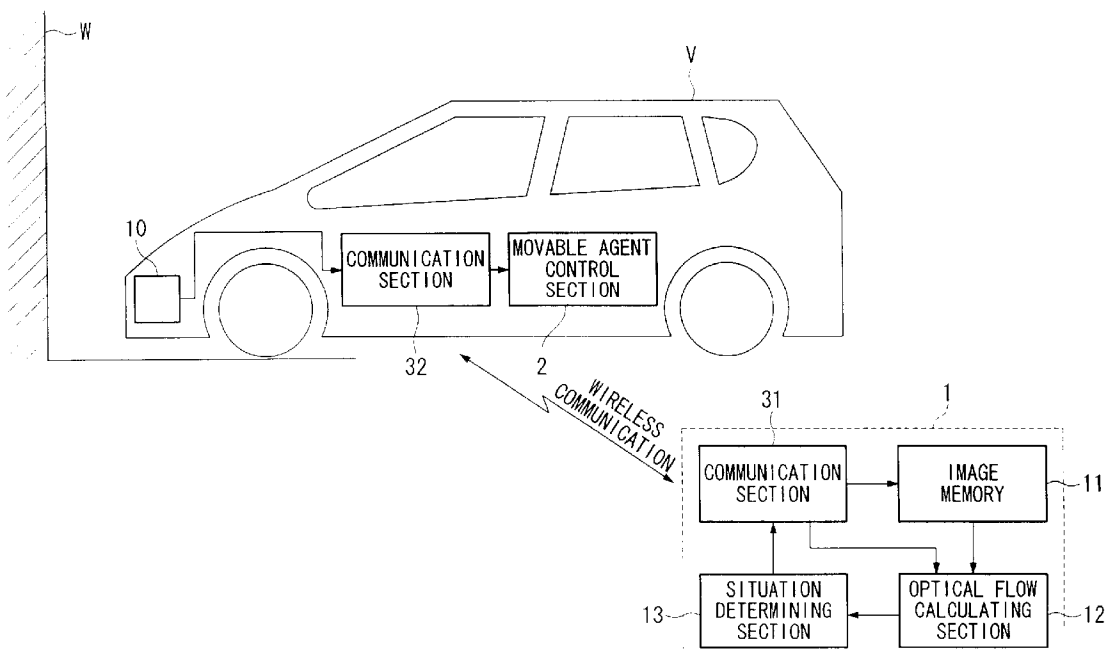 W
V
10
COMMUNICATION
SECTION
MOVABLE AGENT
CONTROL
SECTION
32
2
WIRELESS
COMMUNICATION
1
31
COMMUNICATION
SECTION
IMAGE
MEMORY
11
SITUATION
DETERMINING
SECTION
13
OPTICAL FLOW
CALCULATING
SECTION
12